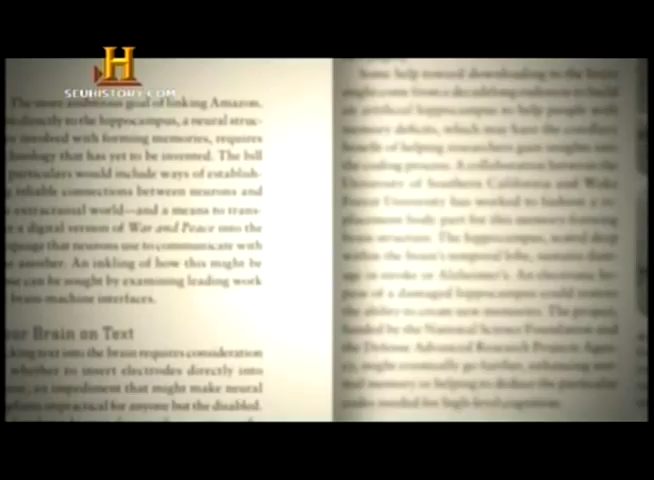 H
SEUHISTORY.COM
The more ambitious goal of linking Amazon.
directly to the hippocampus, a neural struc-
involved with forming memories, requires
technology that has yet to be invented. The bill
particulars would include ways of establish-
reliable connections between neurons and
extracranial world—and a means to trans-
a digital version of War and Peace into the
language that neurons use to communicate with
another. An inkling of how this might be
can be sought by examining leading work
brain-machine interfaces.
Brain on Text
text into the brain requires consideration
whether to insert electrodes directly into
an impediment that might make neural
impractical for anyone but the disabled.
Some help toward downloading to the brain
might come from a
an artificial hippocampus to help people with
memory deficits, which may have the
benefit of helping researchers gain insights into
the coding process. A collaboration between the
University of Southern California and Wake
Forest University has worked to fashion a re-
placement body part for this memory-forming
brain structure. The hippocampus, seated deep
within the brain's temporal lobe, sustains dam-
age in stroke or Alzheimer's. An electronic by-
pass of a damaged hippocampus could restore
the ability to create new memories. The project,
funded by the National Science Foundation and
the Defense Advanced Research Projects Agen-
cy, might eventually go further, enhancing nor-
mal memory or helping to deduce the particular
codes needed for high-level cognition.